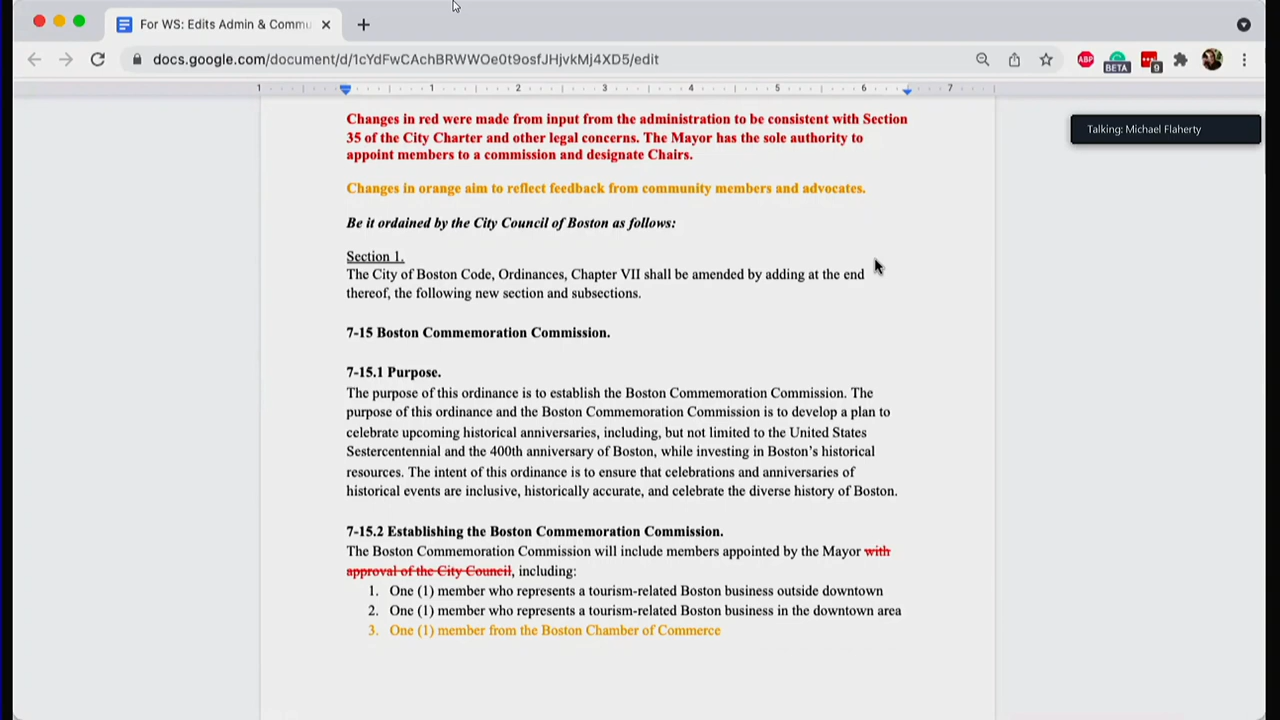 For WS: Edits Admin & Commu
docs.google.com/document/d/1cYdFwCAchBRWWOe0t9osfJHjvkMj4XD5/edit
ABP
BETA
9
1 1 2 3 4 5 6 7
Talking: Michael Flaherty
Changes in red were made from input from the administration to be consistent with Section
35 of the City Charter and other legal concerns. The Mayor has the sole authority to
appoint members to a commission and designate Chairs.
Changes in orange aim to reflect feedback from community members and advocates.
Be it ordained by the City Council of Boston as follows:
Section 1.
The City of Boston Code, Ordinances, Chapter VII shall be amended by adding at the end
thereof, the following new section and subsections.
7-15 Boston Commemoration Commission.
7-15.1 Purpose.
The purpose of this ordinance is to establish the Boston Commemoration Commission. The
purpose of this ordinance and the Boston Commemoration Commission is to develop a plan to
celebrate upcoming historical anniversaries, including, but not limited to the United States
Sestercentennial and the 400th anniversary of Boston, while investing in Boston's historical
resources. The intent of this ordinance is to ensure that celebrations and anniversaries of
historical events are inclusive, historically accurate, and celebrate the diverse history of Boston.
7-15.2 Establishing the Boston Commemoration Commission.
The Boston Commemoration Commission will include members appointed by the Mayor with
approval of the City Council, including:
1. One (1) member who represents a tourism-related Boston business outside downtown
2. One (1) member who represents a tourism-related Boston business in the downtown area
3. One (1) member from the Boston Chamber of Commerce